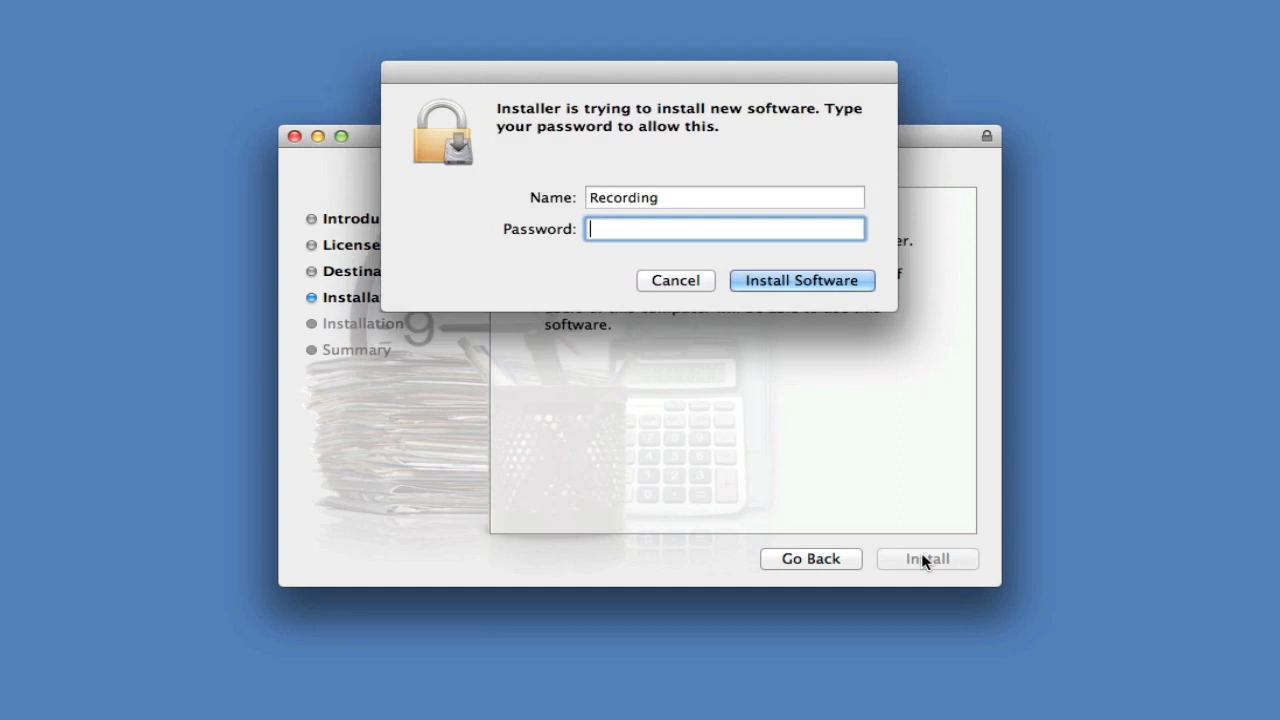 Installer is trying to install new software. Type
your password to allow this.
Name: Recording
Password:
Cancel Install Software
Introdu
License
Destina
Installa
Installation
Summary
er.
f
software.
Go Back Install